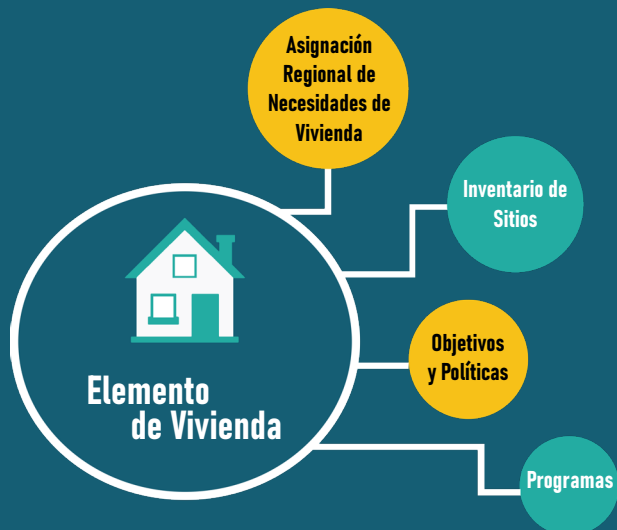 Asignación
Regional de
Necesidades de
Vivienda
Inventario de
Sitios
Objetivos
y Políticas
Elemento
de Vivienda
Programas